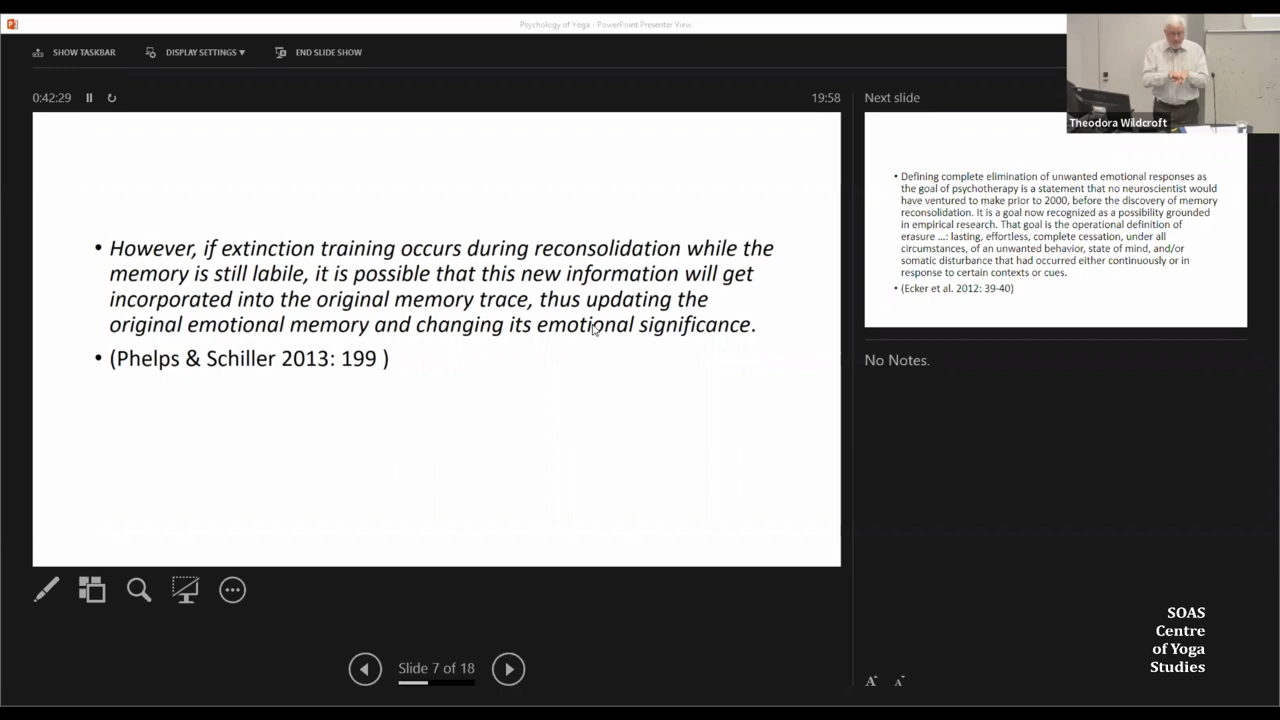 Psychology of Yoga - PowerPoint Presenter View
SHOW TASKBAR
DISPLAY SETTINGS ▾
END SLIDE SHOW
0:42:29
19:58
• However, if extinction training occurs during reconsolidation while the
memory is still labile, it is possible that this new information will get
incorporated into the original memory trace, thus updating the
original emotional memory and changing its emotional significance.
• (Phelps & Schiller 2013: 199 )
Slide 7 of 18
Next slide
Theodora Wildcroft
• Defining complete elimination of unwanted emotional responses as
the goal of psychotherapy is a statement that no neuroscientist would
have ventured to make prior to 2000, before the discovery of memory
reconsolidation. It is a goal now recognized as a possibility grounded
in empirical research. That goal is the operational definition of
erasure ...: lasting, effortless, complete cessation, under all
circumstances, of an unwanted behavior, state of mind, and/or
somatic disturbance that had occurred either continuously or in
response to certain contexts or cues.
• (Ecker et al. 2012: 39-40)
No Notes.
A A
SOAS
Centre
of Yoga
Studies